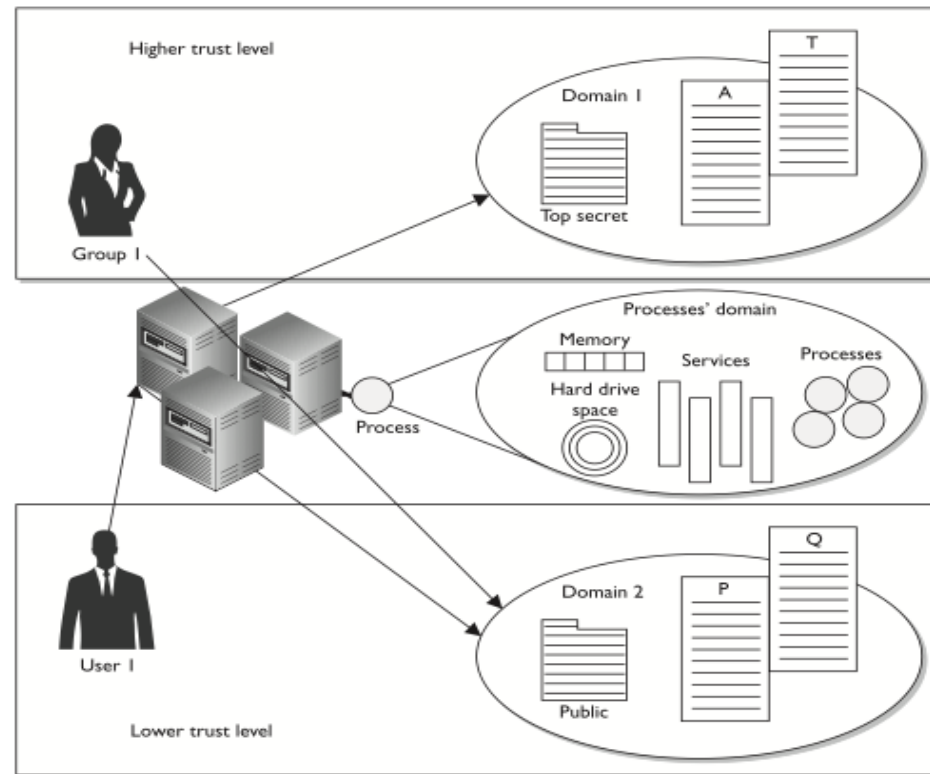 Higher trust level
T
Domain 1
A
Top secret
Group 1
Processes' domain
Memory
Services
Processes
Hard drive
space
Process
Q
Domain 2
P
User 1
Public
Lower trust level